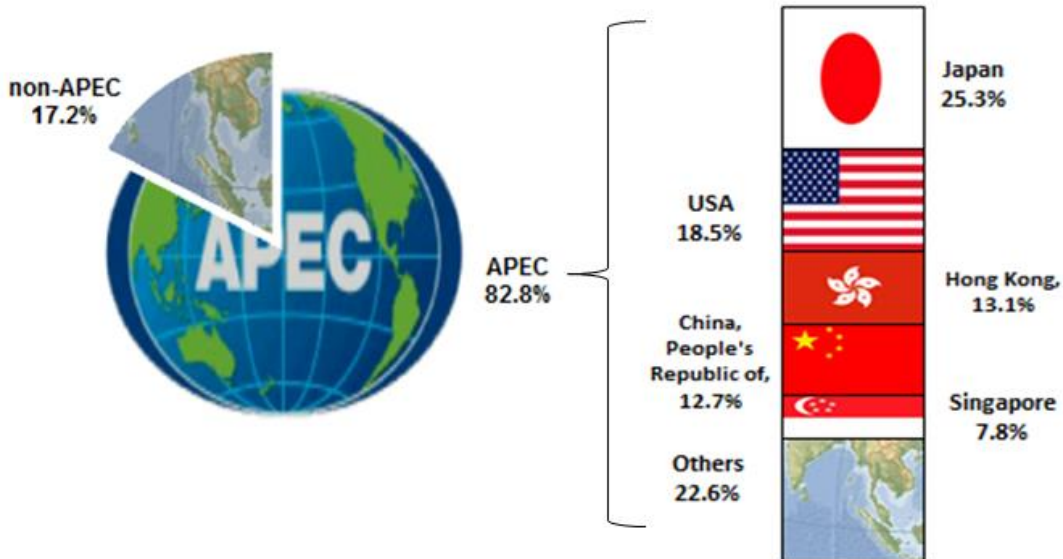 non-APEC
17.2%
APEC
APEC
82.8%
Japan
25.3%
USA
18.5%
Hong Kong,
13.1%
China,
People's
Republic of,
12.7%
Singapore
7.8%
Others
22.6%